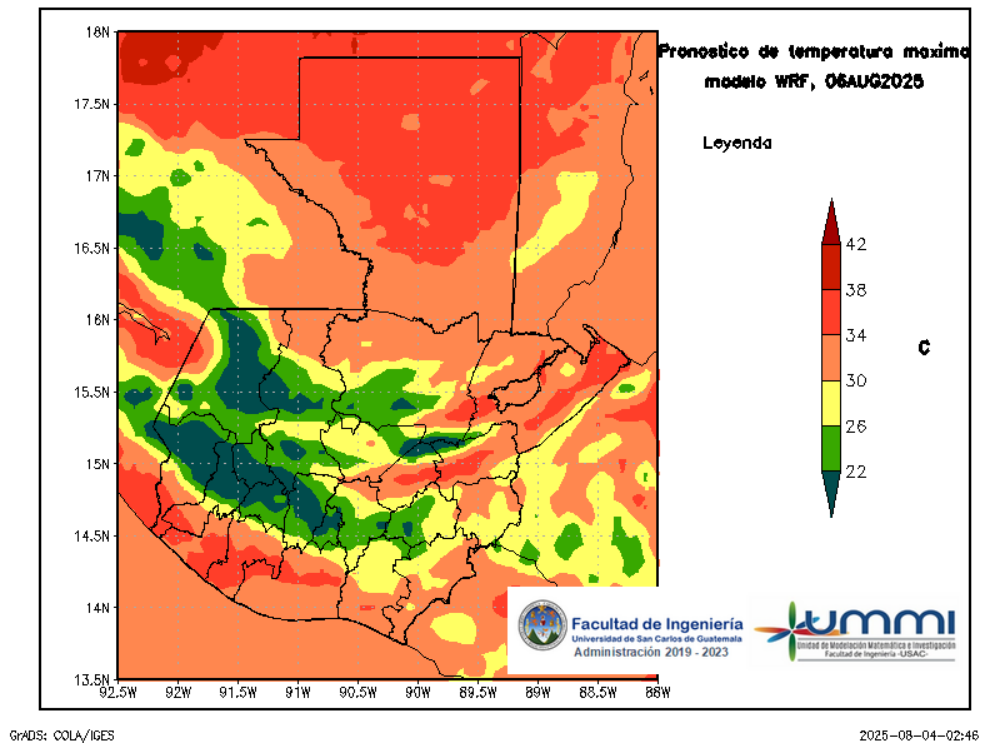 Pronostico de temperatura maxima
modelo WRF, 06AUG2025
Leyenda
42
38
34
30
26
22
C
18N
17.5N
17N
16.5N
16N
15.5N
15N
14.5N
14N
13.5N
92.5W 92W 91.5W 91W 90.5W 90W 89.5W 89W 88.5W 88W
Facultad de Ingeniería
Universidad de San Carlos de Guatemala
Administración 2019 - 2023
ummi
Unidad de Modelación Matemática e Investigación
Facultad de Ingeniería -USAC-
GrADS: COLA/IGES
2025-08-04-02:46